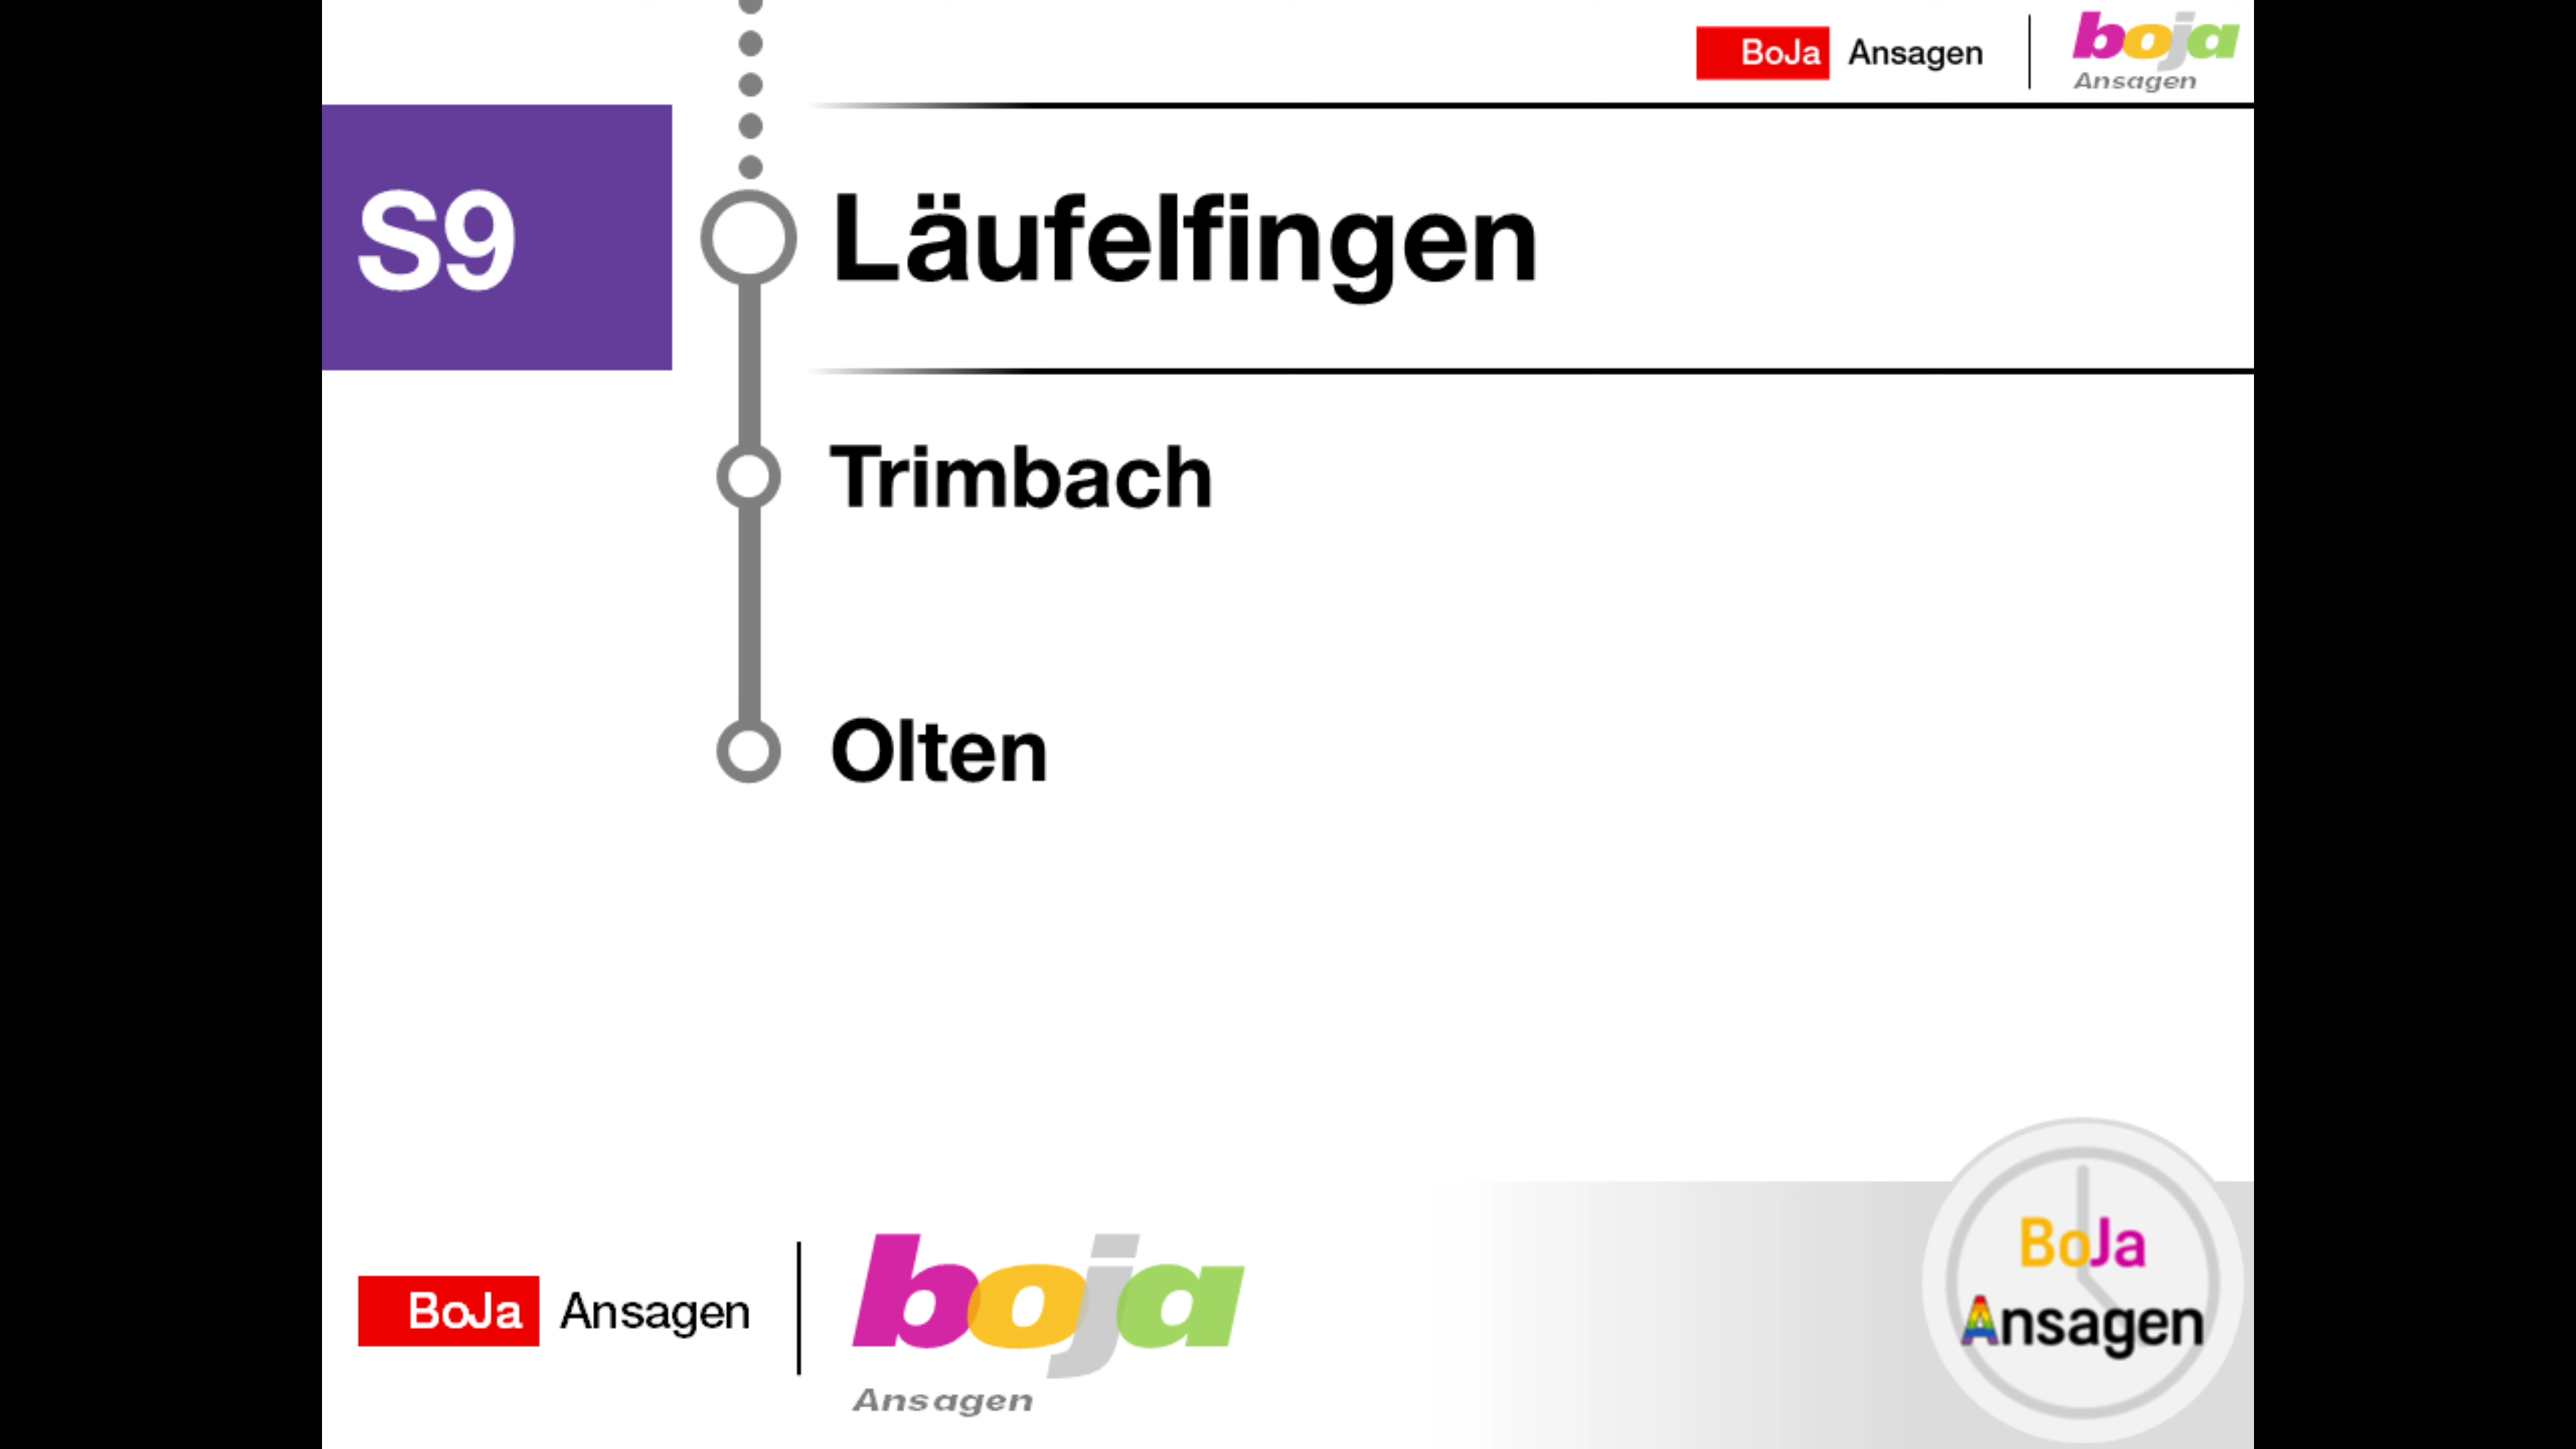 BoJa Ansagen
boja
Ansagen
S9
Läufelfingen
Trimbach
Olten
BoJa Ansagen
boja
Ansagen
BoJa
Ansagen